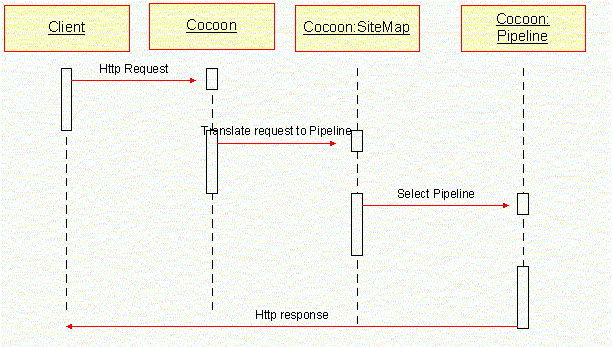 Client
Cocoon
Cocoon:SiteMap
Cocoon:
Pipeline
Http Request
Translate request to Pipeline
Select Pipeline
Http response